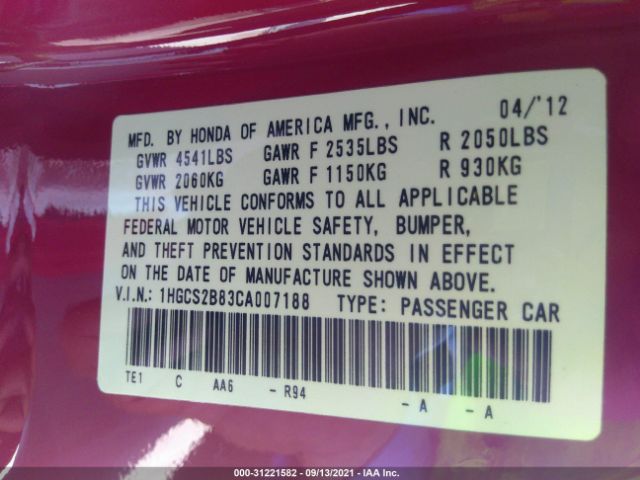 04/'12
MFD. BY HONDA OF AMERICA MFG., INC.
GVWR 4541LBS GAWR F 2535LBS R 2050LBS
GVWR 2060KG GAWR F 1150KG R 930KG
THIS VEHICLE CONFORMS TO ALL APPLICABLE
FEDERAL MOTOR VEHICLE SAFETY, BUMPER,
AND THEFT PREVENTION STANDARDS IN EFFECT
ON THE DATE OF MANUFACTURE SHOWN ABOVE.
V.I.N.: 1HGCS2B83CA007188 TYPE: PASSENGER CAR
TE1 C AA6 - R94 - A - A
000-31221582 - 09/13/2021 - IAA Inc.